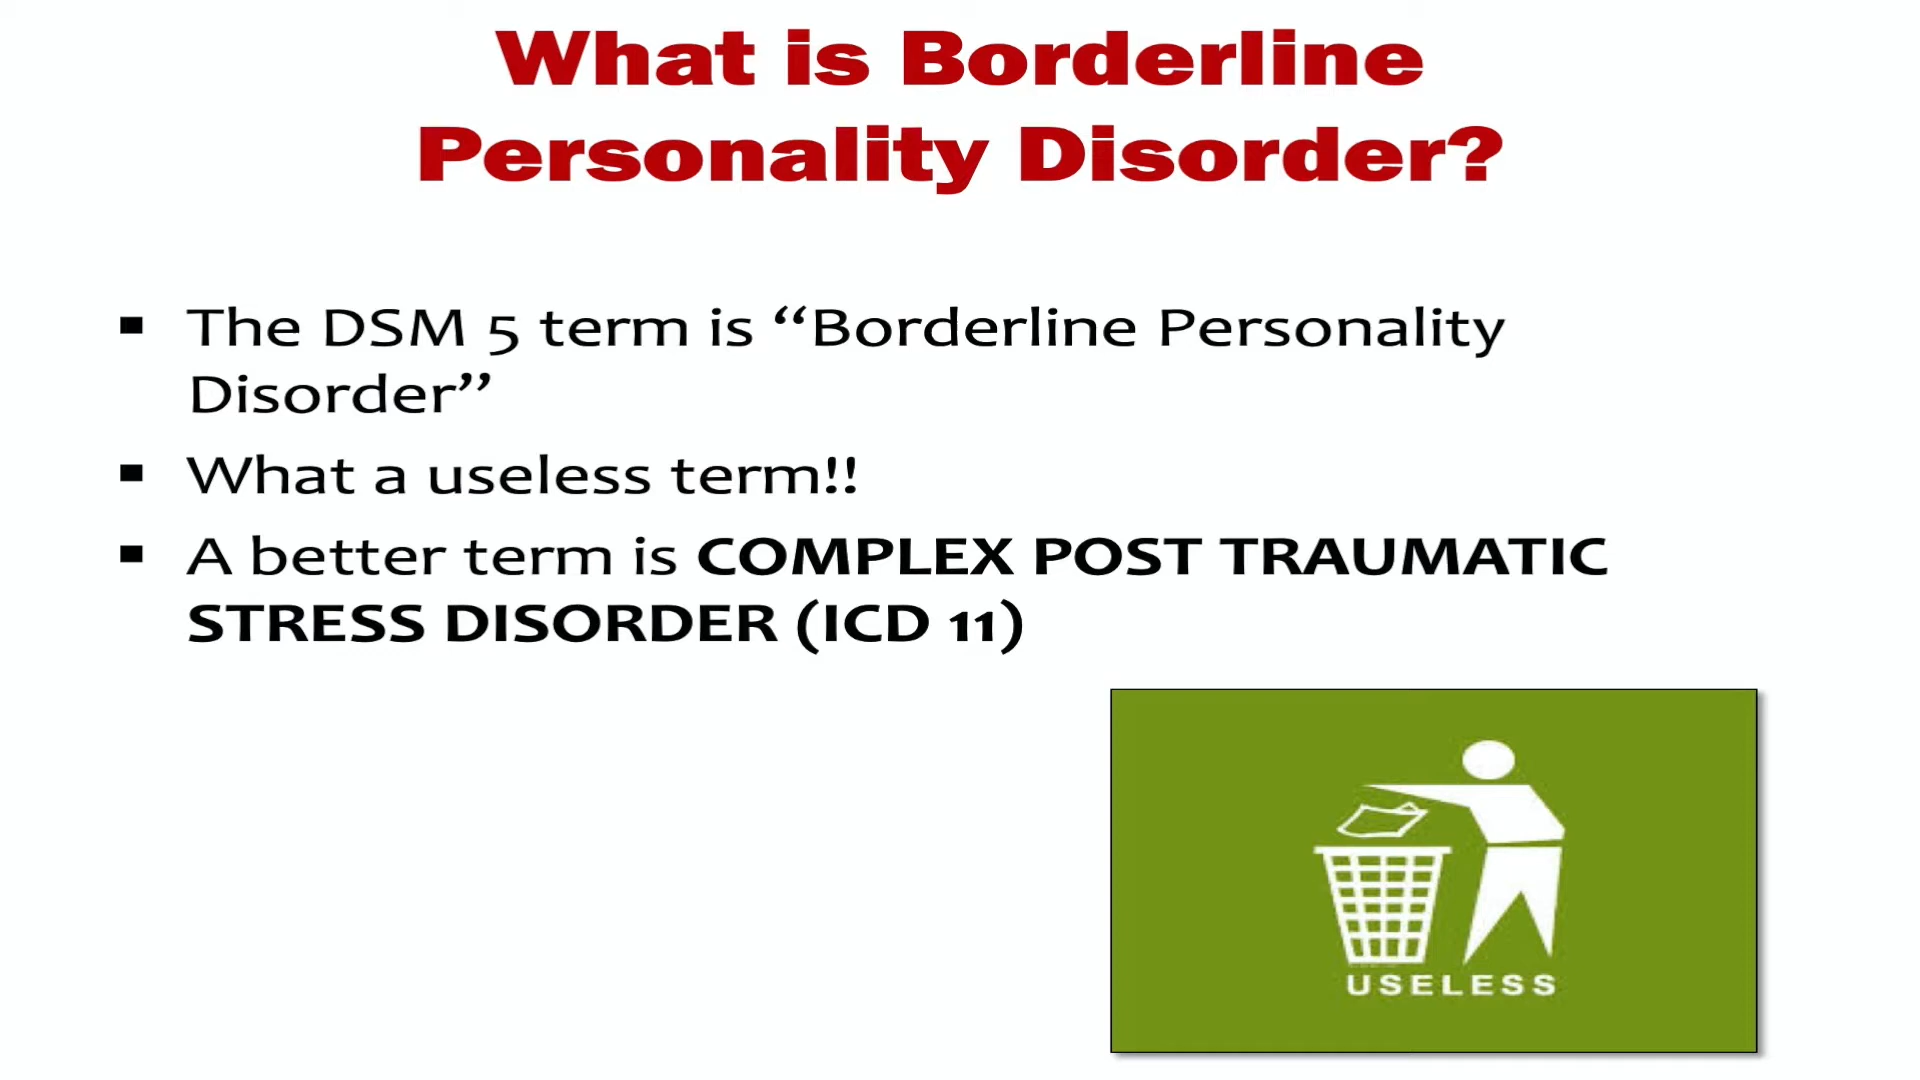 What is Borderline
Personality Disorder?
▪ The DSM 5 term is “Borderline Personality
Disorder”
▪ What a useless term!!
▪ A better term is COMPLEX POST TRAUMATIC
STRESS DISORDER (ICD 11)
USELESS